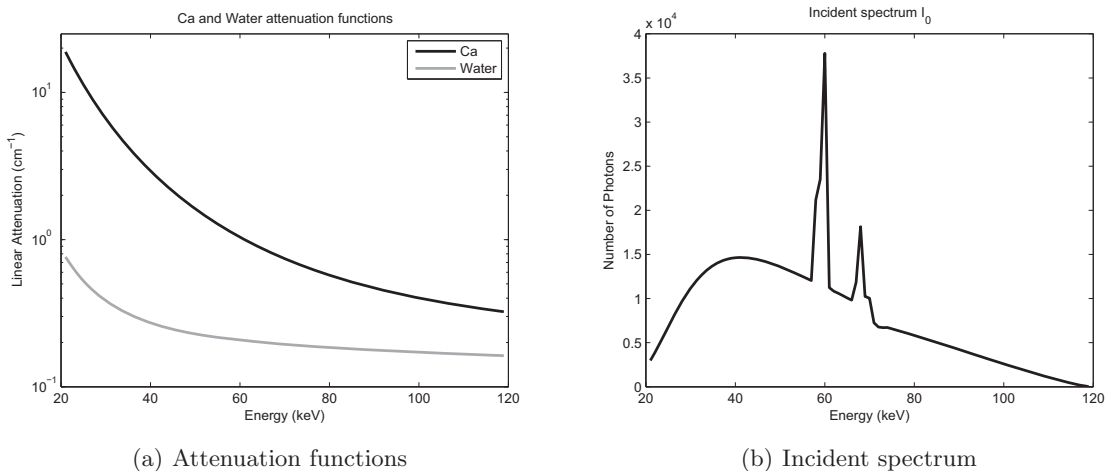 Ca and Water attenuation functions
Ca
Water
10^1
10^0
10^−1
Linear Attenuation (cm^−1)
20 40 60 80 100 120
Energy (keV)
(a) Attenuation functions
x 10^4
Incident spectrum I_0
4
3.5
3
2.5
2
1.5
1
0.5
0
Number of Photons
20 40 60 80 100 120
Energy (keV)
(b) Incident spectrum